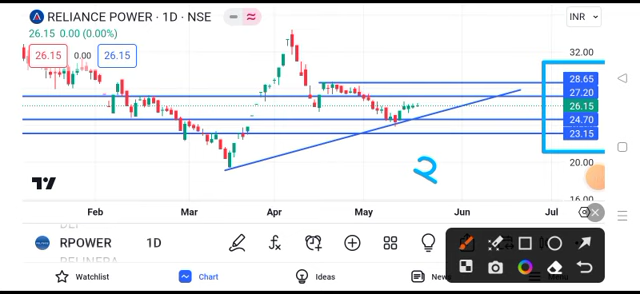 RELIANCE POWER · 1D · NSE
INR
26.15 0.00 (0.00%)
26.15 0.00 26.15
32.00
28.65
27.20
26.15
24.70
23.15
२
20.00
16.00
Feb Mar Apr May Jun Jul
RPOWER 1D
Watchlist Chart Ideas News Menu